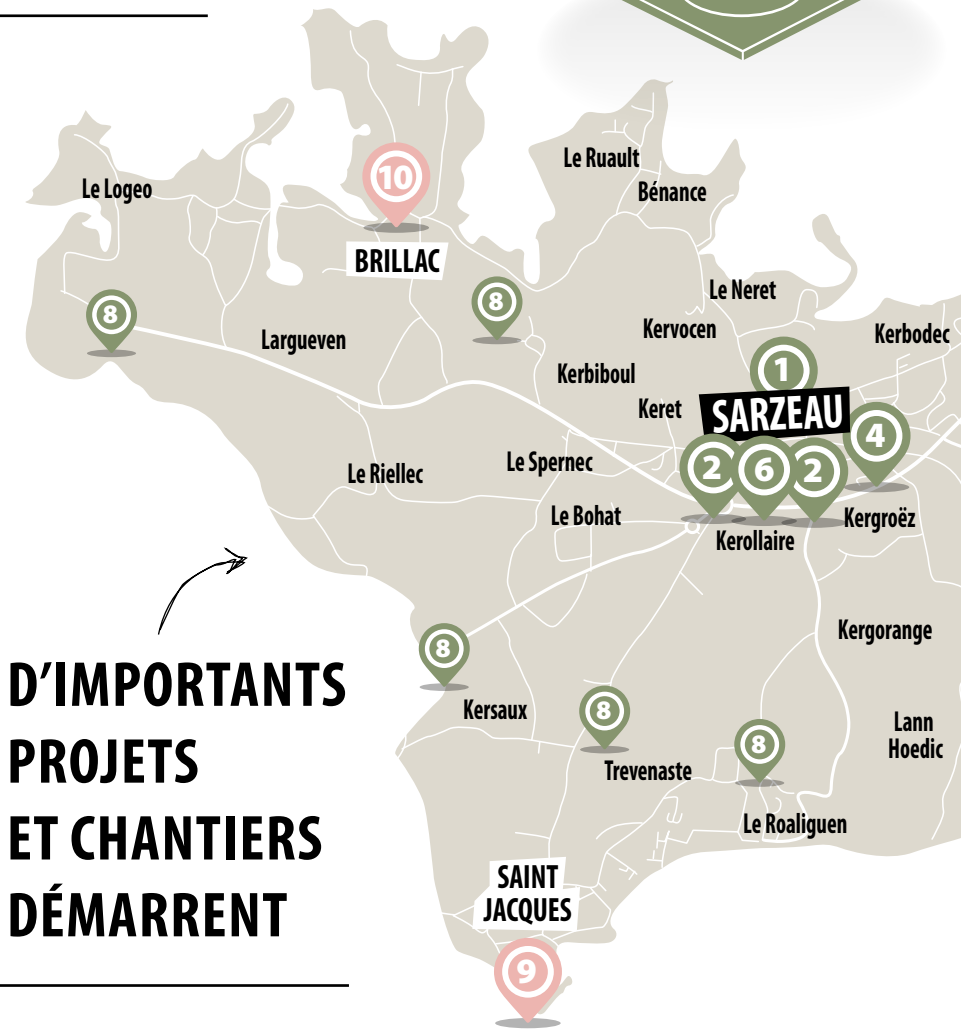 Le Ruault
Le Logeo
10
Bénance
BRILLAC
8
Le Neret
8
Kervocen
Kerbodec
Largueven
1
Kerbiboul
Keret
SARZEAU
4
Le Riellec
Le Spernec
2
6
2
Le Bohat
Kergroëz
Kerollaire
8
Kergorange
D'IMPORTANTS
PROJETS
ET CHANTIERS
DÉMARRENT
Kersaux
8
8
Lann
Hoedic
Trevenaste
Le Roaliguen
SAINT
JACQUES
9